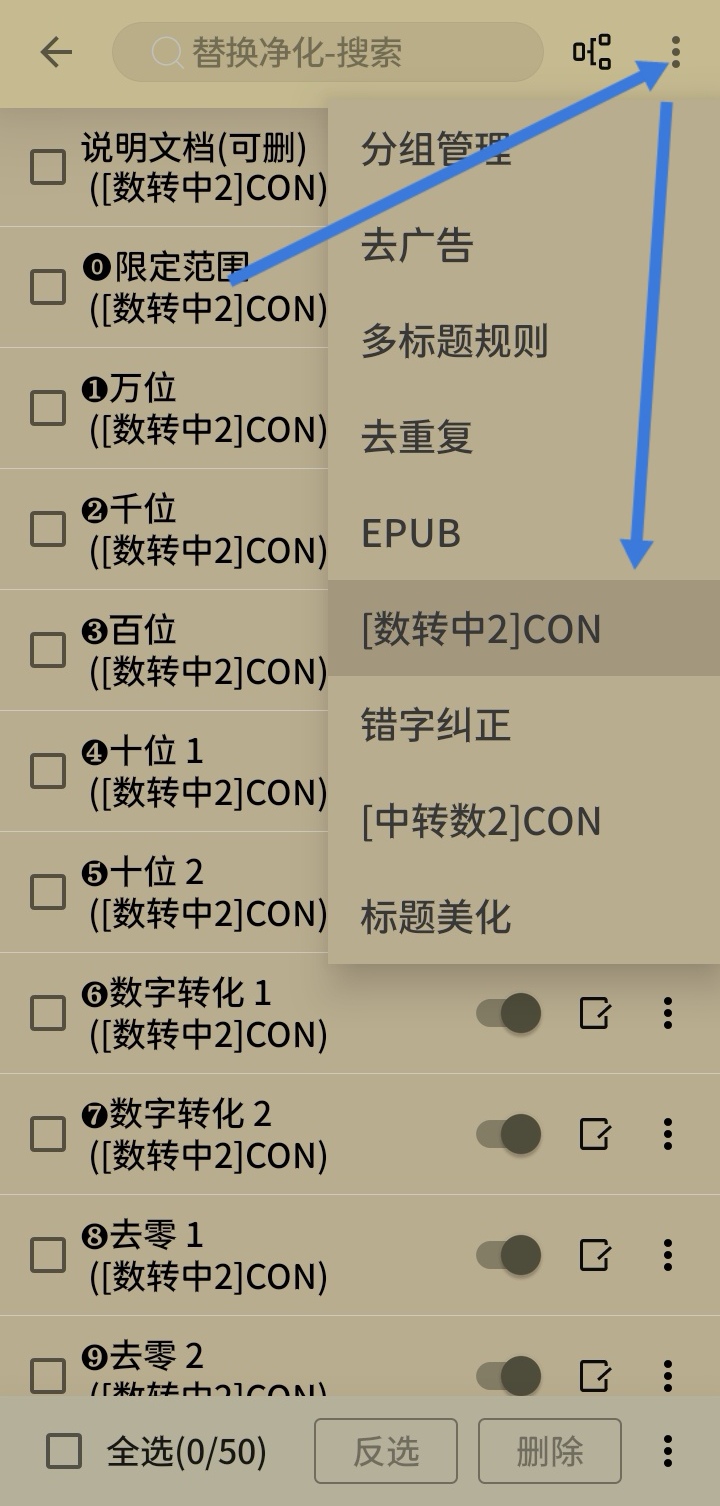 替换净化-搜索
说明文档(可删)
([数转中2]CON)
⓿限定范围
([数转中2]CON)
❶万位
([数转中2]CON)
❷千位
([数转中2]CON)
❸百位
([数转中2]CON)
❹十位 1
([数转中2]CON)
❺十位 2
([数转中2]CON)
❻数字转化 1
([数转中2]CON)
❼数字转化 2
([数转中2]CON)
❽去零 1
([数转中2]CON)
❾去零 2
([数转中2]CON)
分组管理
去广告
多标题规则
去重复
EPUB
[数转中2]CON
错字纠正
[中转数2]CON
标题美化
全选(0/50)
反选
删除